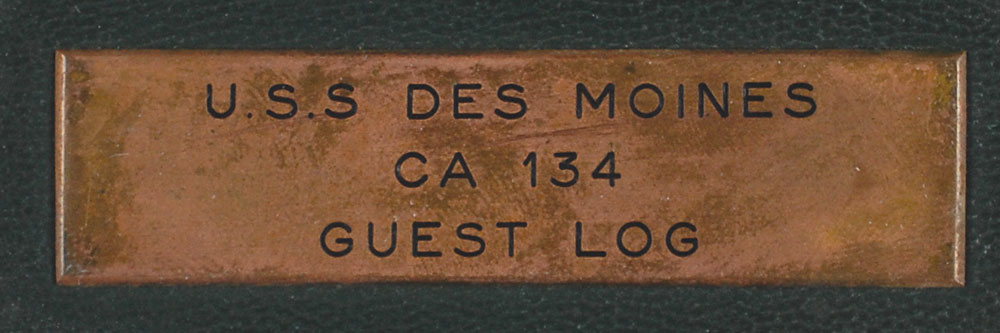 U.S.S DES MOINES
CA 134
GUEST LOG